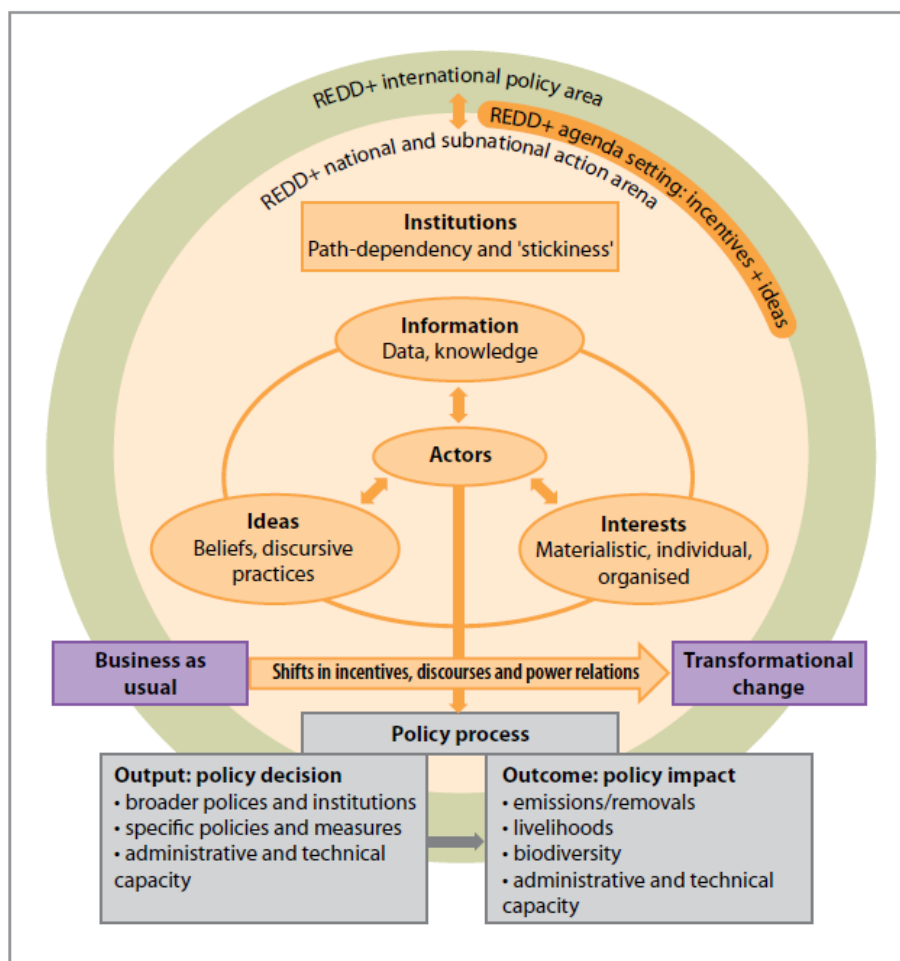 REDD+ international policy area
REDD+ agenda setting: incentives + ideas
REDD+ national and subnational action arena
Institutions
Path-dependency and 'stickiness'
Information
Data, knowledge
Actors
Ideas
Beliefs, discursive
practices
Interests
Materialistic, individual,
organised
Business as
usual
Shifts in incentives, discourses and power relations
Transformational
change
Policy process
Output: policy decision
• broader polices and institutions
• specific policies and measures
• administrative and technical
capacity
Outcome: policy impact
• emissions/removals
• livelihoods
• biodiversity
• administrative and technical
capacity